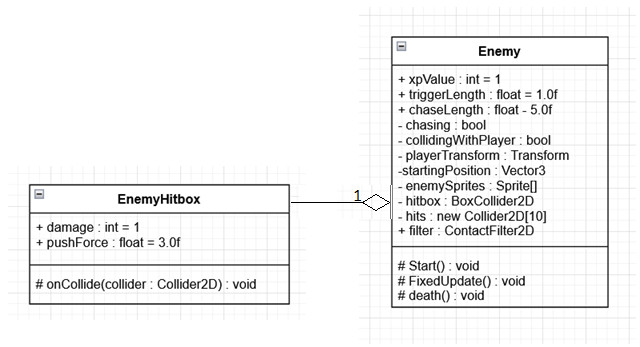 EnemyHitbox
+ damage : int = 1
+ pushForce : float = 3.0f
# onCollide(collider : Collider2D) : void
1
Enemy
+ xpValue : int = 1
+ triggerLength : float = 1.0f
+ chaseLength : float - 5.0f
- chasing : bool
- collidingWithPlayer : bool
- playerTransform : Transform
-startingPosition : Vector3
- enemySprites : Sprite[]
- hitbox : BoxCollider2D
- hits : new Collider2D[10]
+ filter : ContactFilter2D
# Start() : void
# FixedUpdate() : void
# death() : void